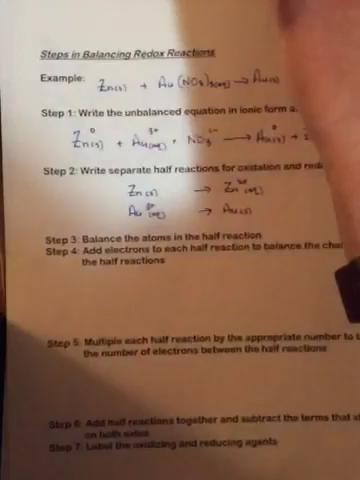 Steps in Balancing Redox Reactions
Example: Zn(s) + Au(NO3)3(aq) → Au(s)
Step 1: Write the unbalanced equation in ionic form
Zn(s)⁰ + Au(aq)³⁺ + NO3¹⁻ → Au(s)⁰ +
Step 2: Write separate half reactions for oxidation and
Zn(s) → Zn²⁺(aq)
Au³⁺(aq) → Au(s)
Step 3: Balance the atoms in the half reaction
Step 4: Add electrons to each half reaction to balance the
the half reactions
Step 5: Multiple each half reaction by the appropriate number to
the number of electrons between the half reactions
Step 6: Add half reactions together and subtract the terms that
on both sides
Step 7: Label the oxidizing and reducing agents